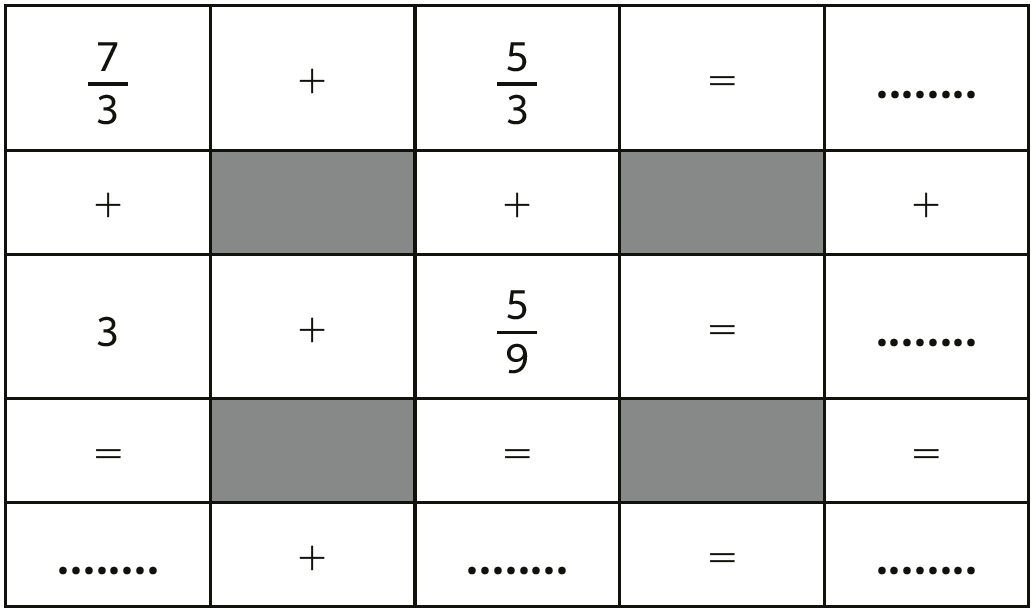 7/3 + 5/3 = ........
+ + +
3 + 5/9 = ........
= = =
........ + ........ = ........